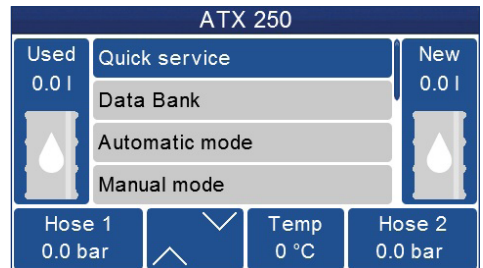 ATX 250
Used
0.0 l
Quick service
Data Bank
Automatic mode
Manual mode
New
0.0 l
Hose 1
0.0 bar
Temp
0 °C
Hose 2
0.0 bar